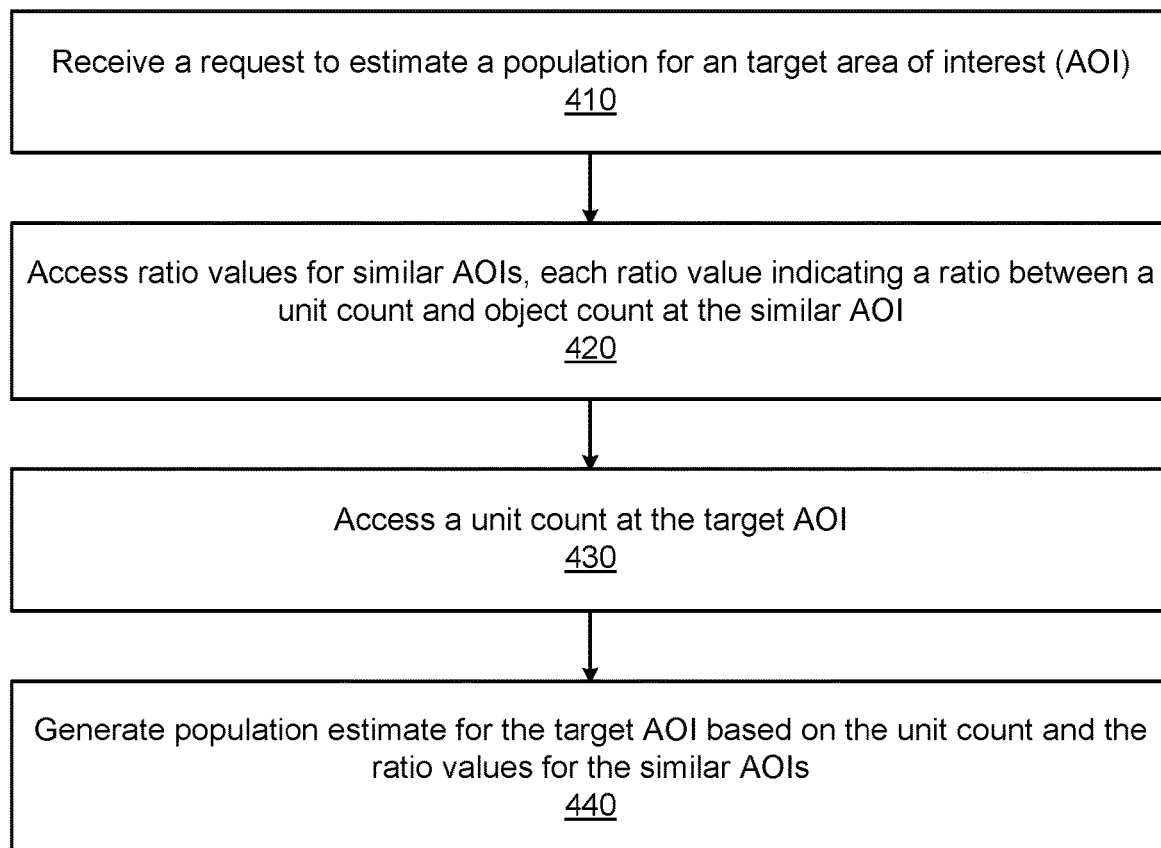 Receive a request to estimate a population for an target area of interest (AOI)
410
Access ratio values for similar AOIs, each ratio value indicating a ratio between a
unit count and object count at the similar AOI
420
Access a unit count at the target AOI
430
Generate population estimate for the target AOI based on the unit count and the
ratio values for the similar AOIs
440